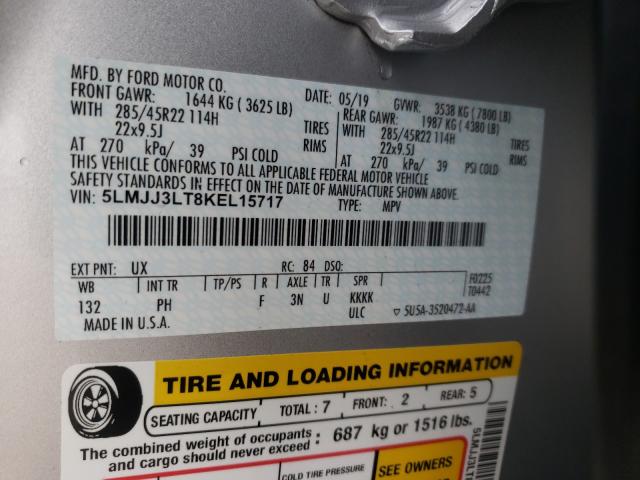 MFD. BY FORD MOTOR CO.
DATE: 05/19 GVWR: 3538 KG (7800 LB)
FRONT GAWR: 1644 KG (3625 LB) REAR GAWR: 1987 KG (4380 LB)
WITH 285/45R22 114H TIRES WITH 285/45R22 114H TIRES
22x9.5J RIMS 22x9.5J RIMS
AT 270 kPa/ 39 PSI COLD AT 270 kPa/ 39 PSI COLD
THIS VEHICLE CONFORMS TO ALL APPLICABLE FEDERAL MOTOR VEHICLE
SAFETY STANDARDS IN EFFECT ON THE DATE OF MANUFACTURE SHOWN ABOVE.
VIN: 5LMJJ3LT8KEL15717 TYPE: MPV
EXT PNT: UX RC: 84 DSO:
WB INT TR TP/PS R AXLE TR SPR F0225
132 PH F 3N U KKKK T0442
MADE IN U.S.A. ULC ▽ 5U5A-3520472-AA
TIRE AND LOADING INFORMATION
SEATING CAPACITY TOTAL : 7 FRONT: 2 REAR: 5
The combined weight of occupants : 687 kg or 1516 lbs.
and cargo should never exceed
COLD TIRE PRESSURE
SEE OWNERS
5LMJJ3LT